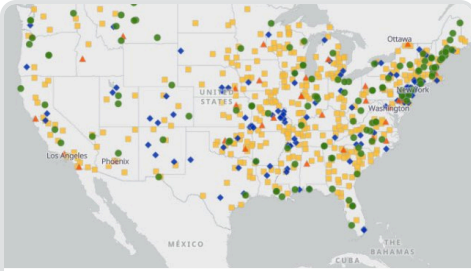 Ottawa
UNITED
STATES
New York
Washington
Los Angeles
Phoenix
MÉXICO
THE
BAHAMAS
CUBA